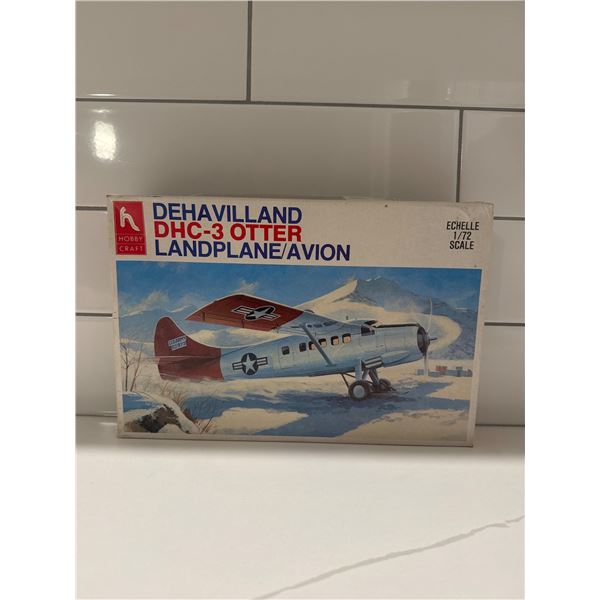 h
HOBBY
CRAFT
DEHAVILLAND
DHC-3 OTTER
LANDPLANE/AVION
ECHELLE
1/72
SCALE